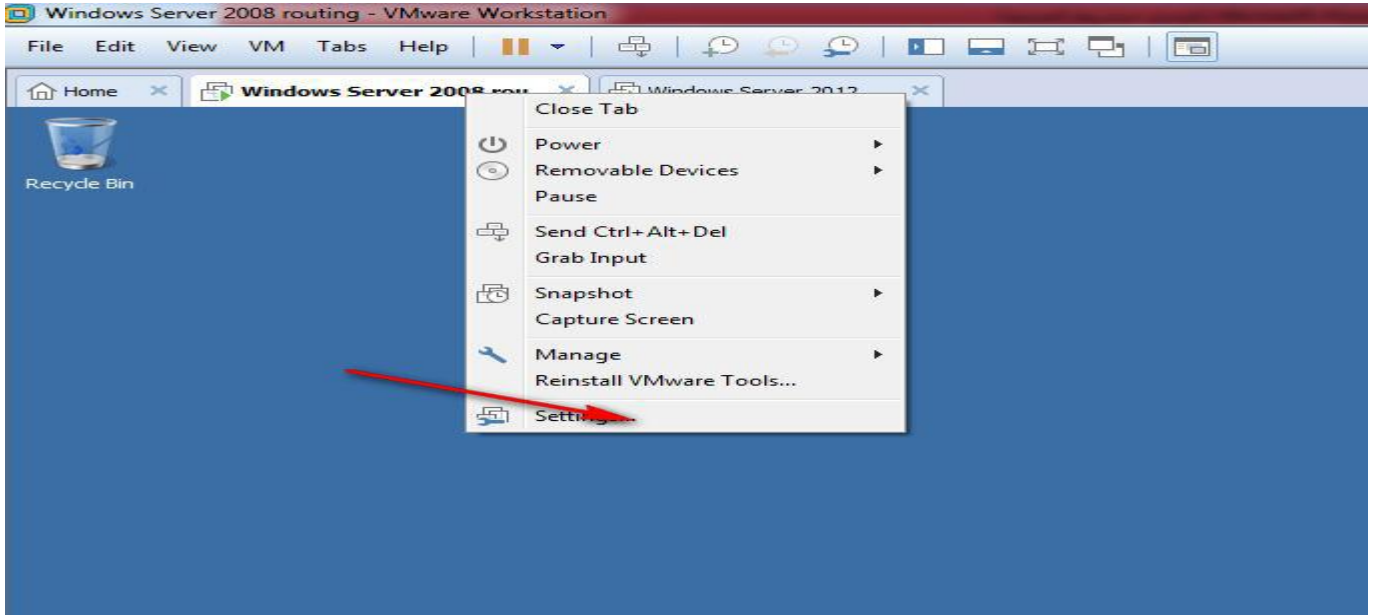 Windows Server 2008 routing - VMware Workstation
File Edit View VM Tabs Help
Home Windows Server 2008 rou... Windows Server 2012
Recycle Bin
Close Tab
Power
Removable Devices
Pause
Send Ctrl+Alt+Del
Grab Input
Snapshot
Capture Screen
Manage
Reinstall VMware Tools...
Settings...